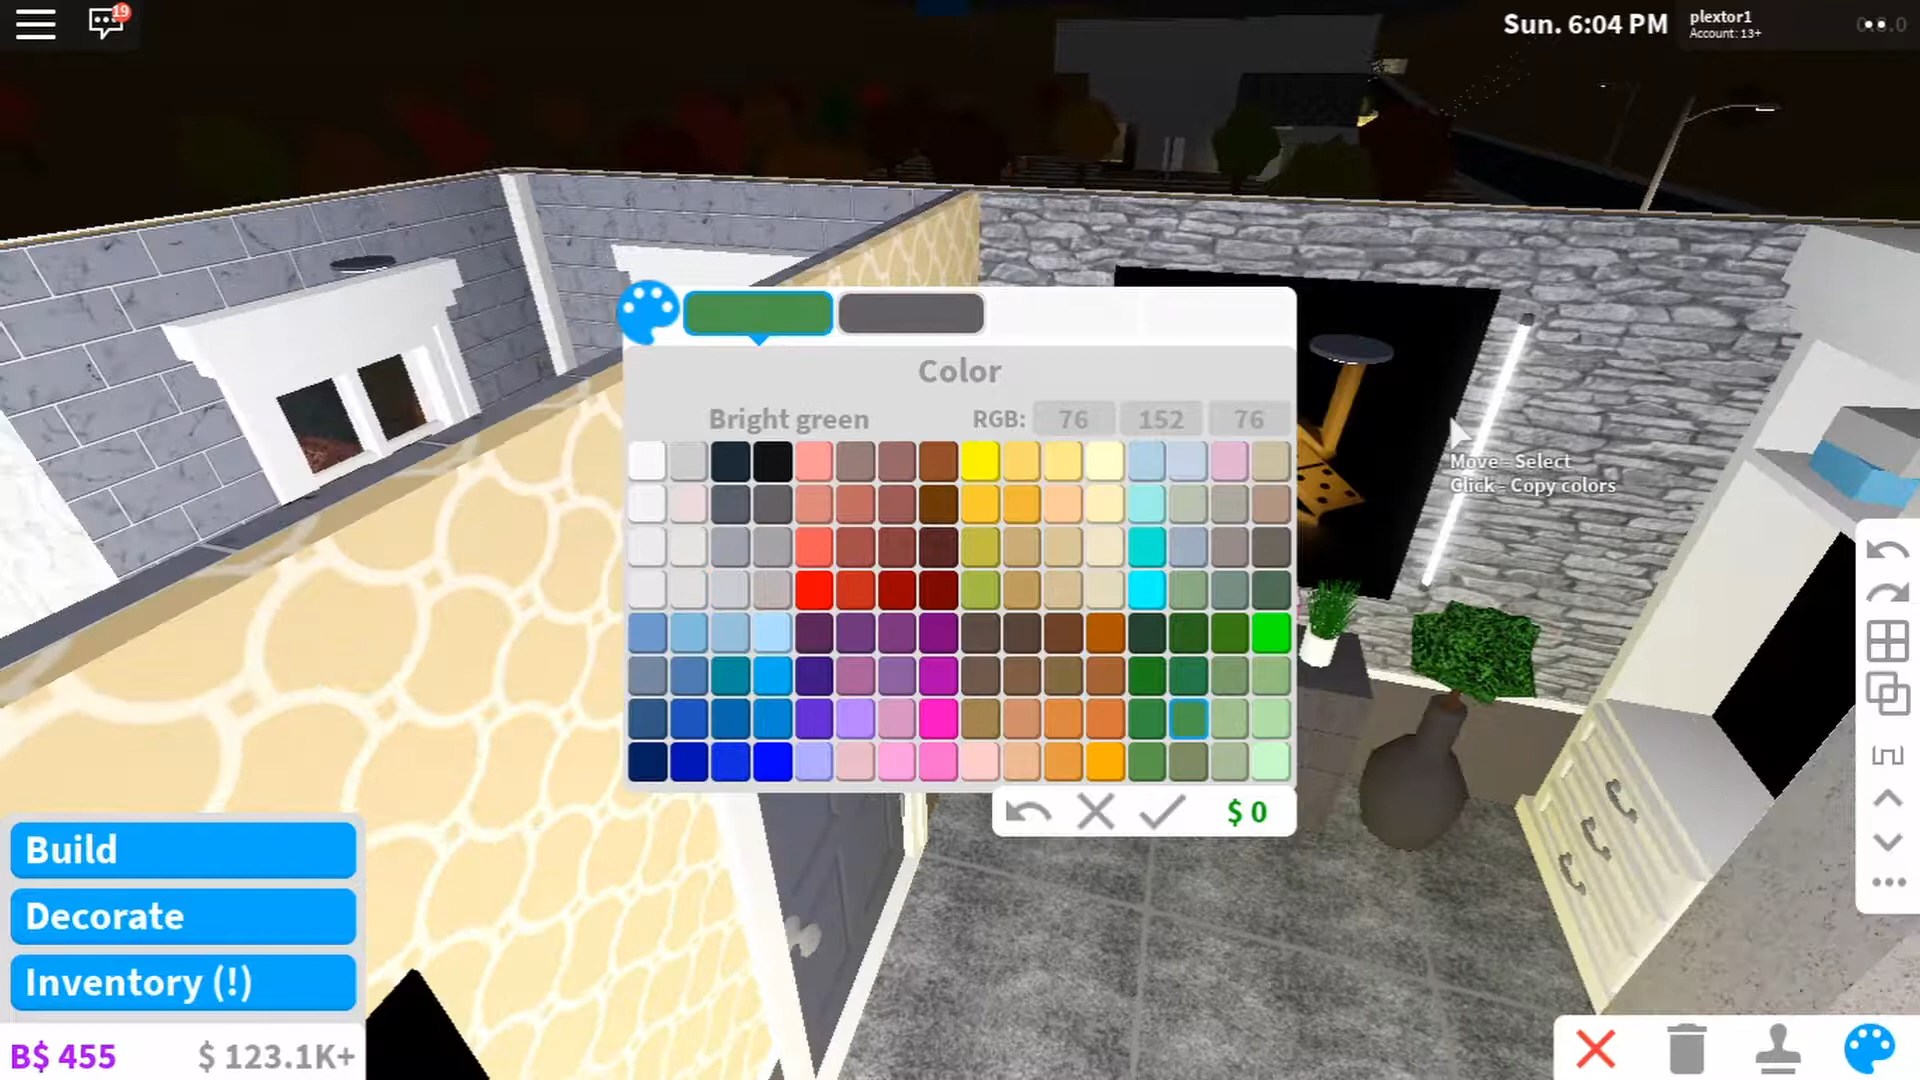 19
Sun. 6:04 PM
plextor1
Account: 13+
Color
Bright green
RGB: 76 152 76
Move - Select
Click - Copy colors
$ 0
Build
Decorate
Inventory (!)
B$ 455
$ 123.1K+